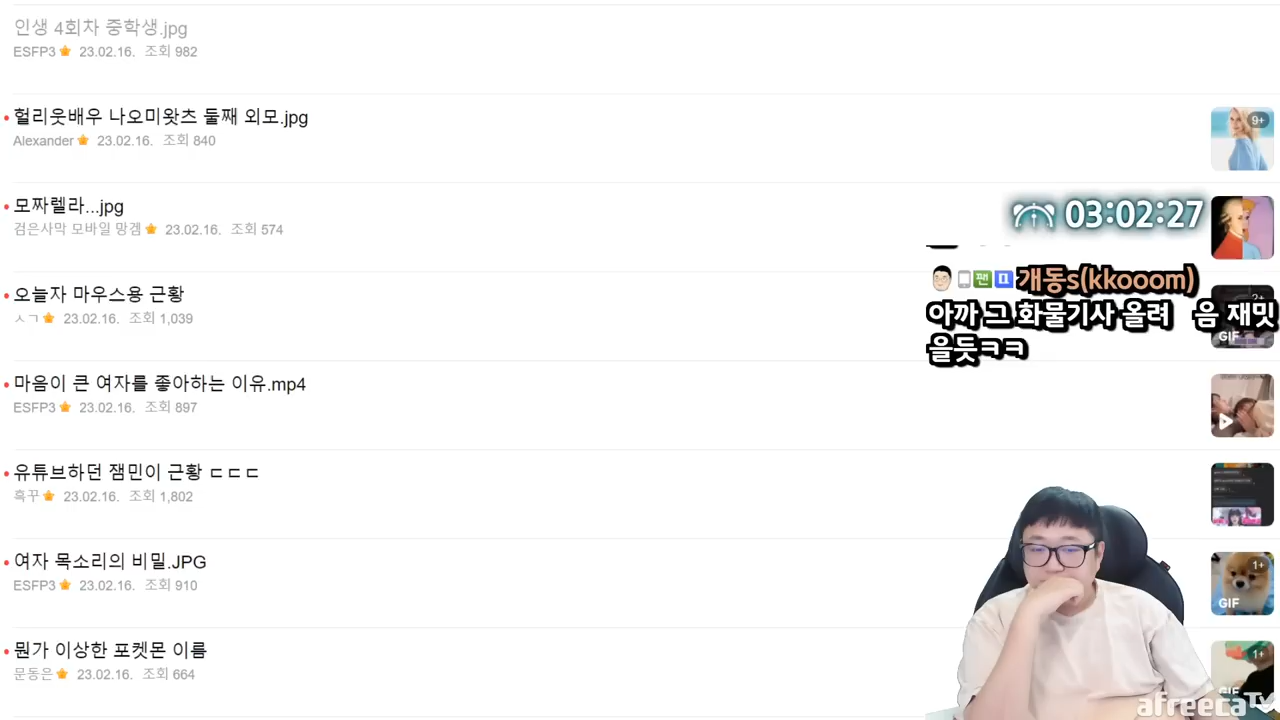 인생 4회차 중학생.jpg
ESFP3 23.02.16. 조회 982
헐리웃배우 나오미왓츠 둘째 외모.jpg
Alexander 23.02.16. 조회 840
9+
모짜렐라...jpg
검은사막 모바일 망겜 23.02.16. 조회 574
03:02:27
오늘자 마우스용 근황
ㅅㄱ 23.02.16. 조회 1,039
팬 개동s(kkooom)
아까 그 화물기사 올려 음 재밋
을듯ㅋㅋ
2+
GIF
마음이 큰 여자를 좋아하는 이유.mp4
ESFP3 23.02.16. 조회 897
유튜브하던 잼민이 근황 ㄷㄷㄷ
흑꾸 23.02.16. 조회 1,802
여자 목소리의 비밀.JPG
ESFP3 23.02.16. 조회 910
1+
GIF
뭔가 이상한 포켓몬 이름
문동은 23.02.16. 조회 664
1+
GIF
afreecaTV